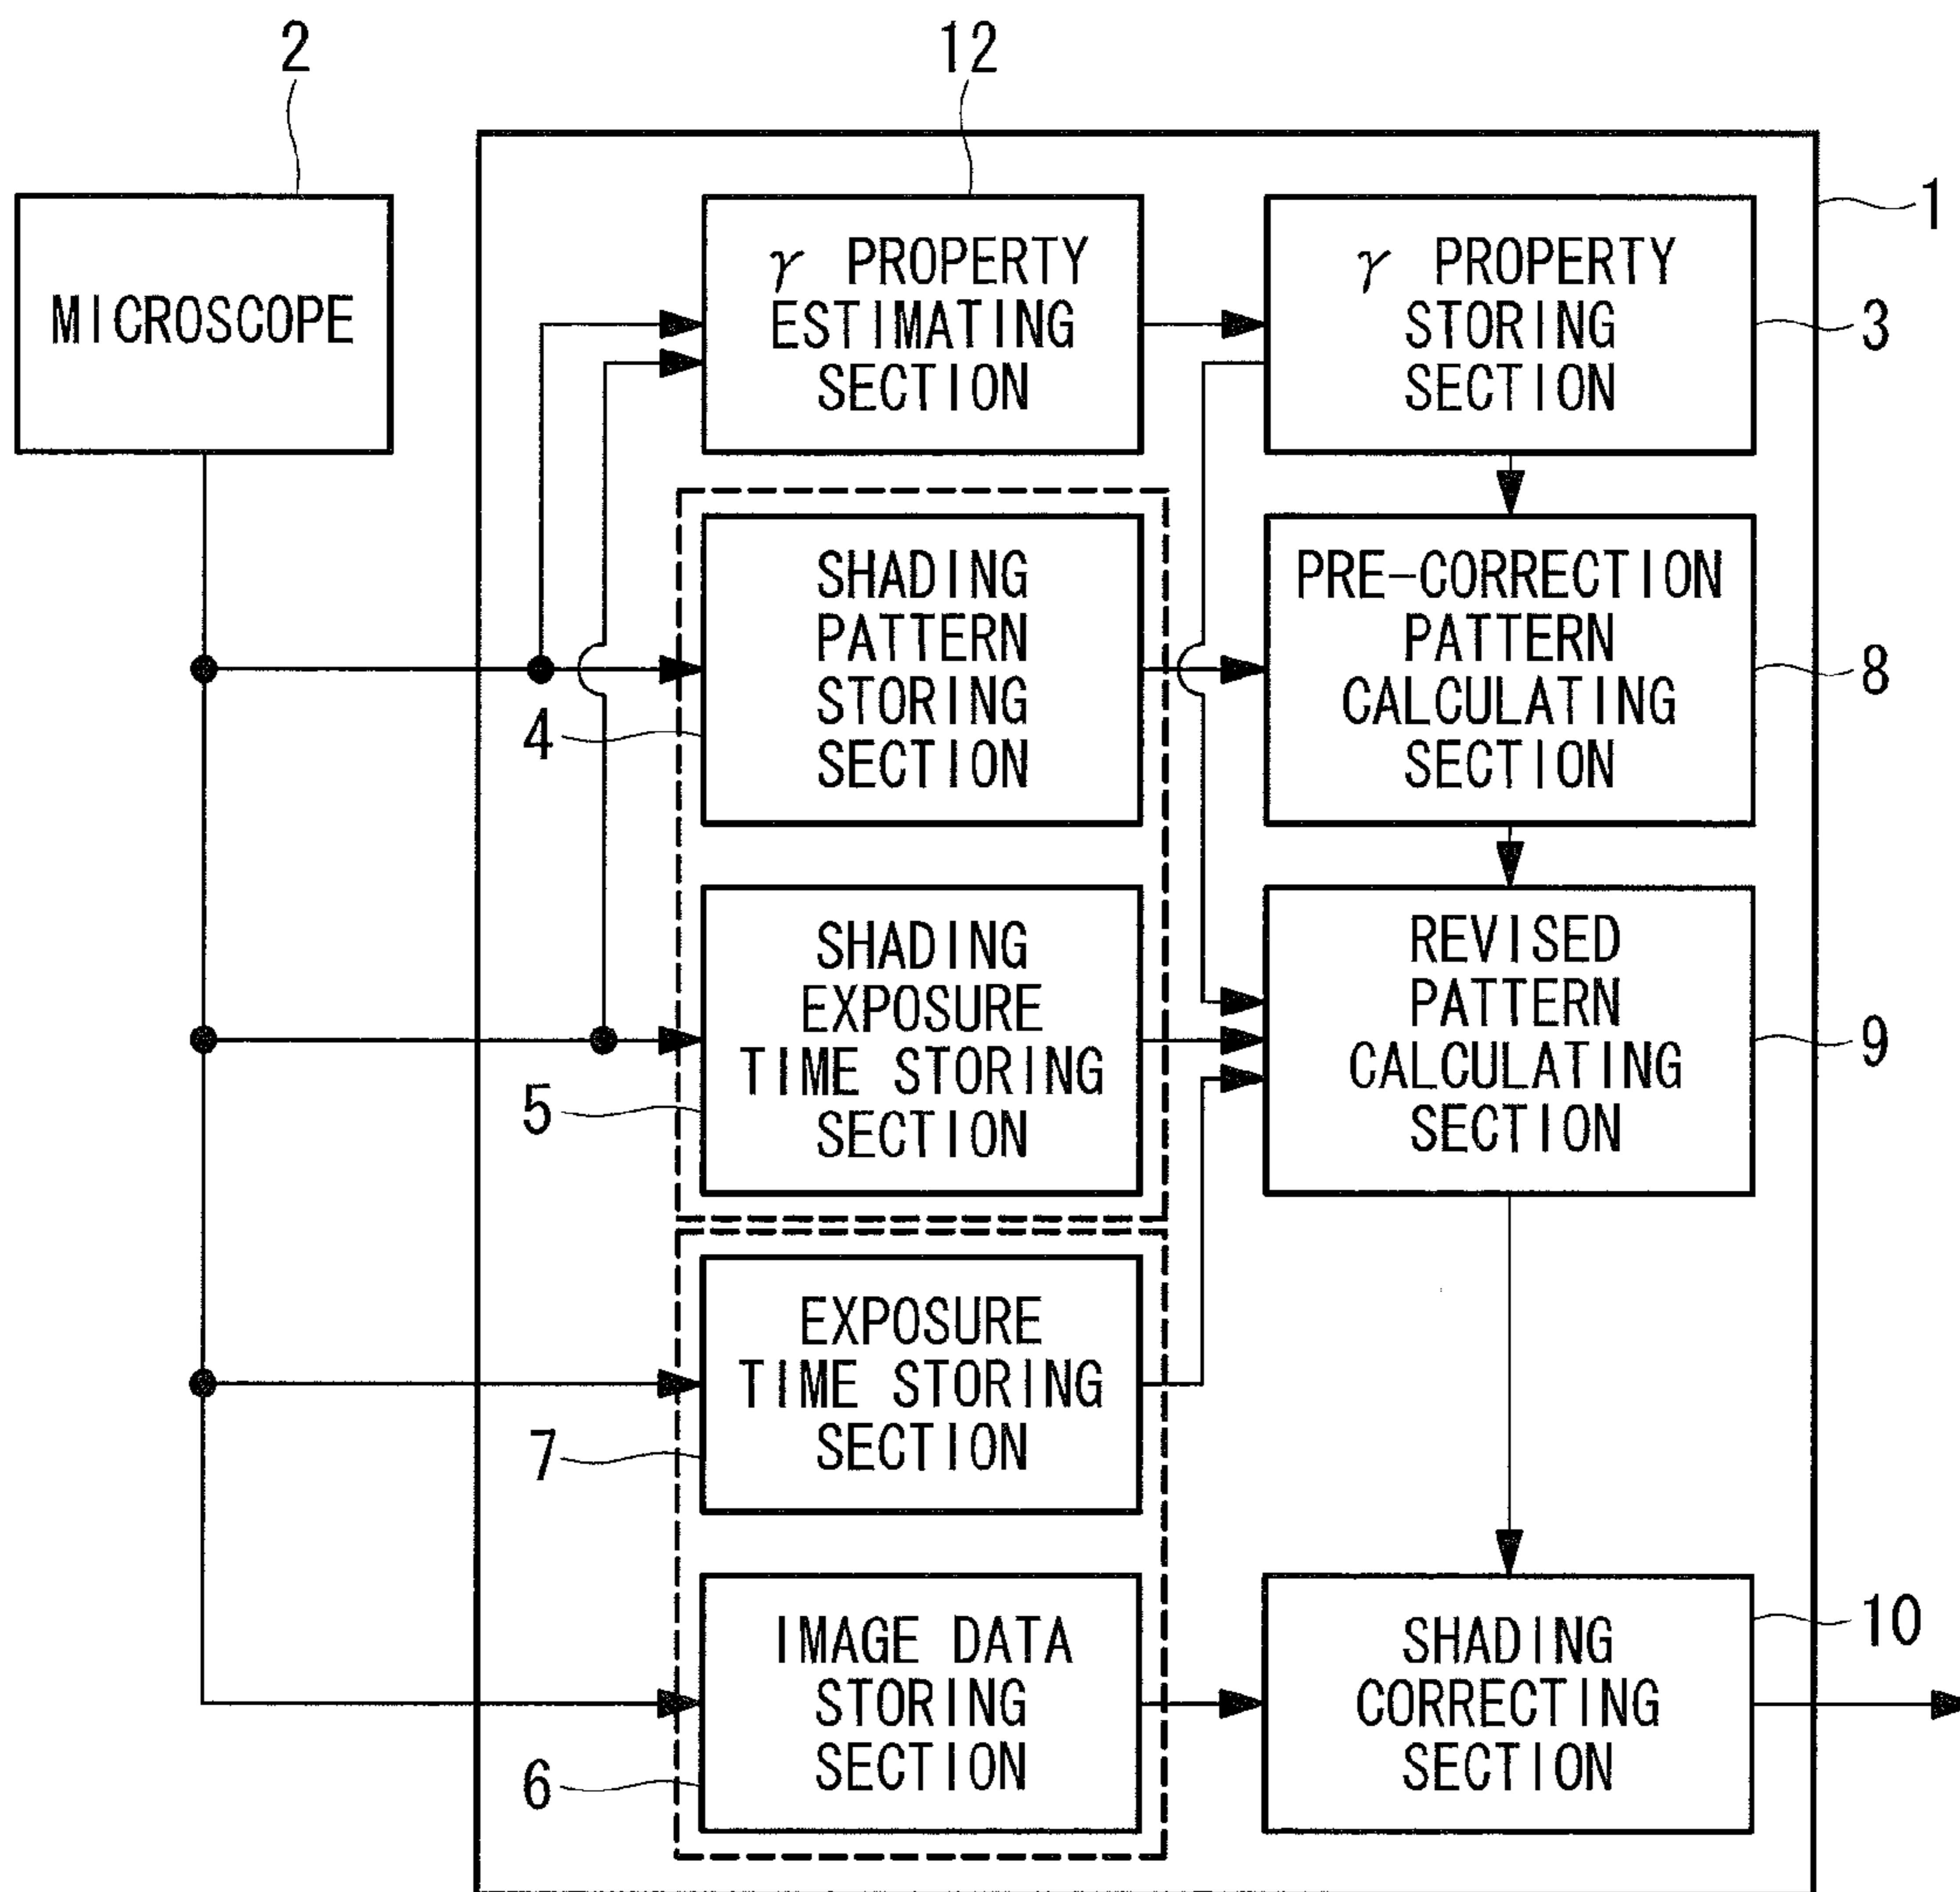 2
12
1
MICROSCOPE
γ PROPERTY
ESTIMATING
SECTION
γ PROPERTY
STORING
SECTION
3
SHADING
PATTERN
STORING
SECTION
4
PRE-CORRECTION
PATTERN
CALCULATING
SECTION
8
SHADING
EXPOSURE
TIME STORING
SECTION
5
REVISED
PATTERN
CALCULATING
SECTION
9
EXPOSURE
TIME STORING
SECTION
7
IMAGE DATA
STORING
SECTION
6
SHADING
CORRECTING
SECTION
10